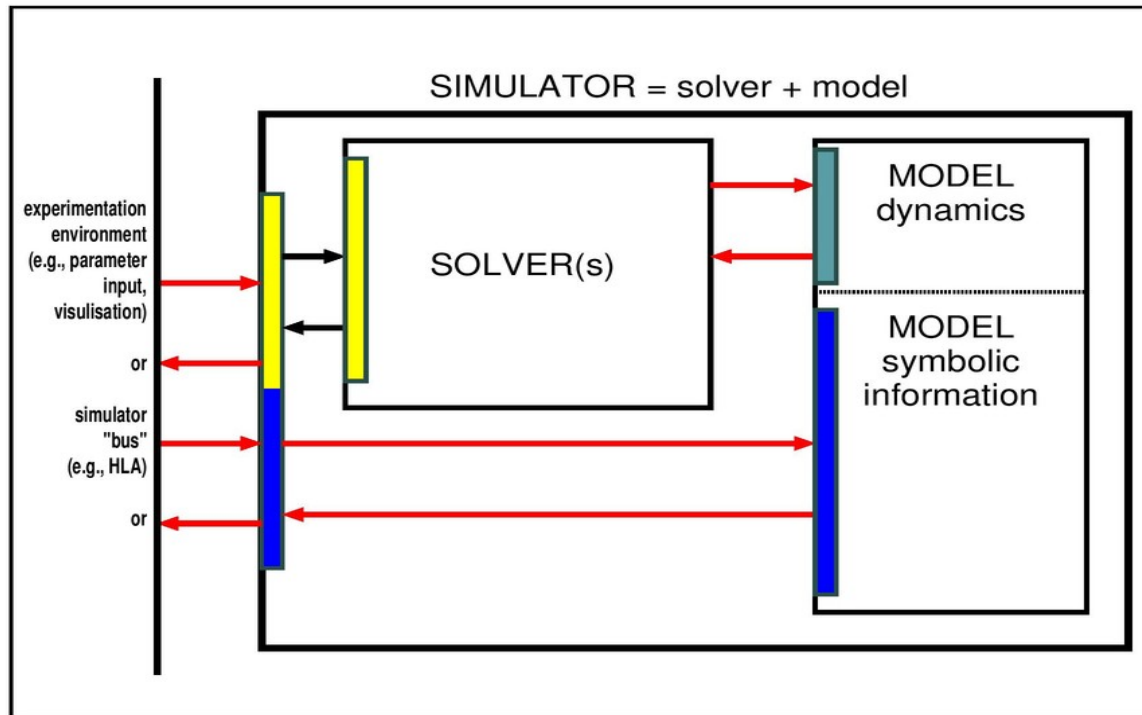 SIMULATOR = solver + model
experimentation
environment
(e.g., parameter
input,
visulisation)
or
simulator
"bus"
(e.g., HLA)
or
SOLVER(s)
MODEL
dynamics
MODEL
symbolic
information